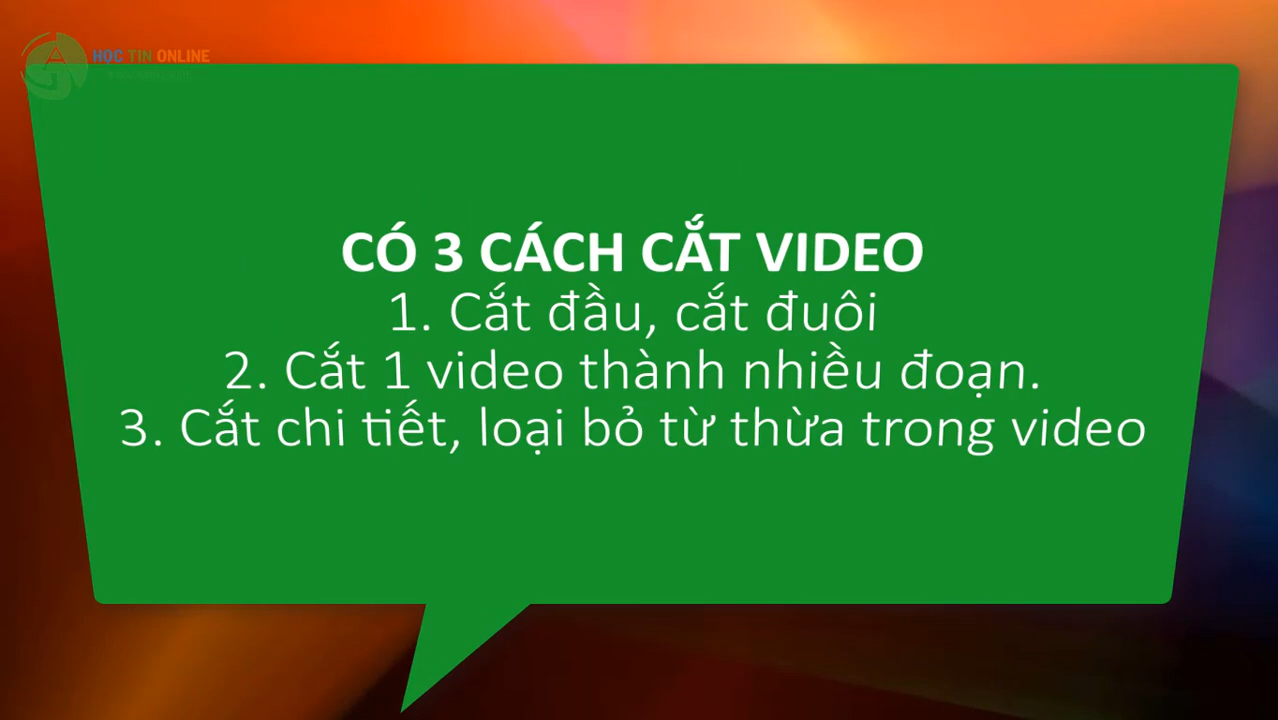 HỌC TIN ONLINE
CÓ 3 CÁCH CẮT VIDEO
1. Cắt đầu, cắt đuôi
2. Cắt 1 video thành nhiều đoạn.
3. Cắt chi tiết, loại bỏ từ thừa trong video